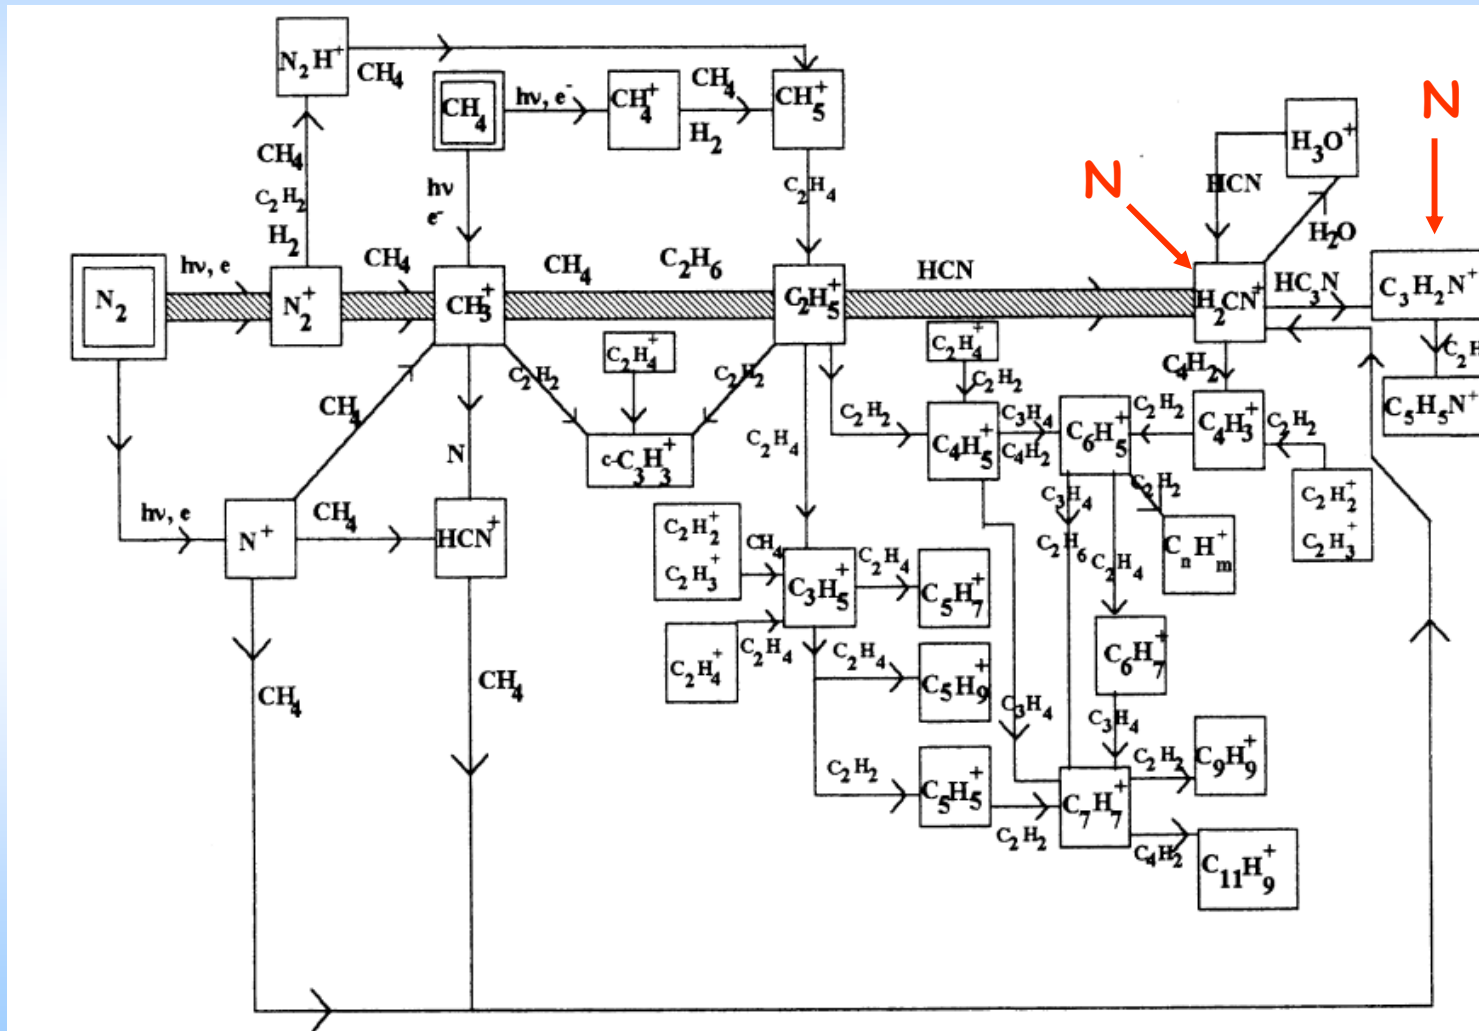 N₂H⁺
CH₄
CH₄
hν, e⁻
CH₄⁺
CH₄
H₂
CH₅⁺
N
H₃O⁺
N
CH₄
C₂H₂
H₂
hν
e⁻
C₂H₄
HCN
H₂O
N₂
hν, e
N₂⁺
CH₄
CH₃⁺
CH₄
C₂H₆
C₂H₅⁺
HCN
H₂CN⁺
HC₃N
C₃H₂N⁺
C₂H₄⁺
C₂H₂
C₂H₂
C₂H₄⁺
C₂H₂
C₄H₂
C₅H₅N⁺
CH₄
N
c-C₃H₃⁺
C₂H₄
C₂H₂
C₄H₅⁺
C₃H₄
C₄H₂
C₆H₅⁺
C₂H₂
C₄H₃⁺
C₂H₂
hν, e
N⁺
CH₄
HCN⁺
C₂H₂⁺
C₂H₃⁺
CH₄
C₃H₅⁺
C₂H₄
C₅H₇⁺
C₃H₄
C₂H₆
C₂H₄
C₂H₂
CₙHₘ⁺
C₂H₂⁺
C₂H₃⁺
C₂H₄⁺
C₂H₄
C₂H₄
C₅H₉⁺
C₃H₄
C₆H₇⁺
C₃H₄
CH₄
CH₄
C₂H₂
C₅H₅⁺
C₂H₂
C₇H₇⁺
C₂H₂
C₉H₉⁺
C₄H₂
C₁₁H₉⁺